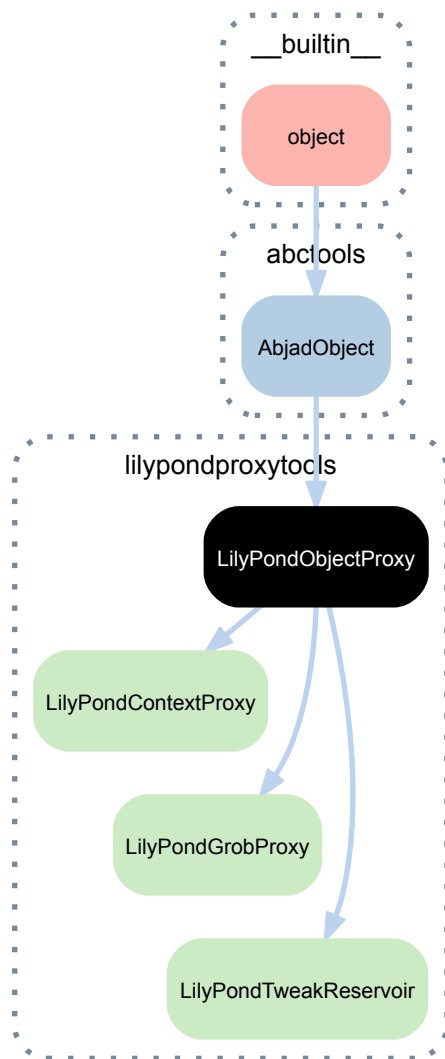 __builtin__
object
abctools
AbjadObject
lilypondproxytools
LilyPondObjectProxy
LilyPondContextProxy
LilyPondGrobProxy
LilyPondTweakReservoir